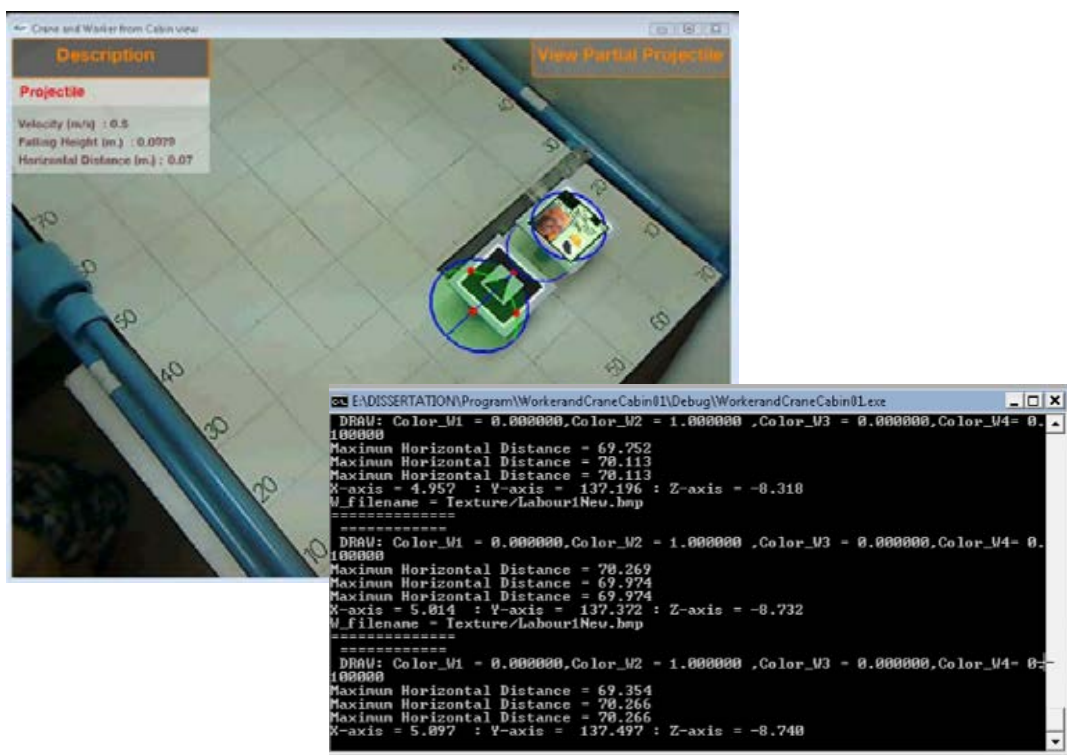 Crane and Worker from Cabin view
Description
View Partial Projectile
Projectile
Velocity (m/s) : 0.5
Falling Height (m.) : 0.0979
Horizontal Distance (m.) : 0.07
50
40
30
20
10
70
60
50
70
60
50
40
30
20
10
E:\DISSERTATION\Program\WorkerandCraneCabin01\Debug\WorkerandCraneCabin01.exe
DRAW: Color_W1 = 0.000000,Color_W2 = 1.000000 ,Color_W3 = 0.000000,Color_W4= 0.
100000
Maximum Horizontal Distance = 69.752
Maximum Horizontal Distance = 70.113
Maximum Horizontal Distance = 70.113
X-axis = 4.957 : Y-axis = 137.196 : Z-axis = -8.318
W_filename = Texture/Labour1New.bmp
==============
=============
DRAW: Color_W1 = 0.000000,Color_W2 = 1.000000 ,Color_W3 = 0.000000,Color_W4= 0.
100000
Maximum Horizontal Distance = 70.269
Maximum Horizontal Distance = 69.974
Maximum Horizontal Distance = 69.974
X-axis = 5.014 : Y-axis = 137.372 : Z-axis = -8.732
W_filename = Texture/Labour1New.bmp
==============
=============
DRAW: Color_W1 = 0.000000,Color_W2 = 1.000000 ,Color_W3 = 0.000000,Color_W4= 0.
100000
Maximum Horizontal Distance = 69.354
Maximum Horizontal Distance = 70.266
Maximum Horizontal Distance = 70.266
X-axis = 5.097 : Y-axis = 137.497 : Z-axis = -8.740